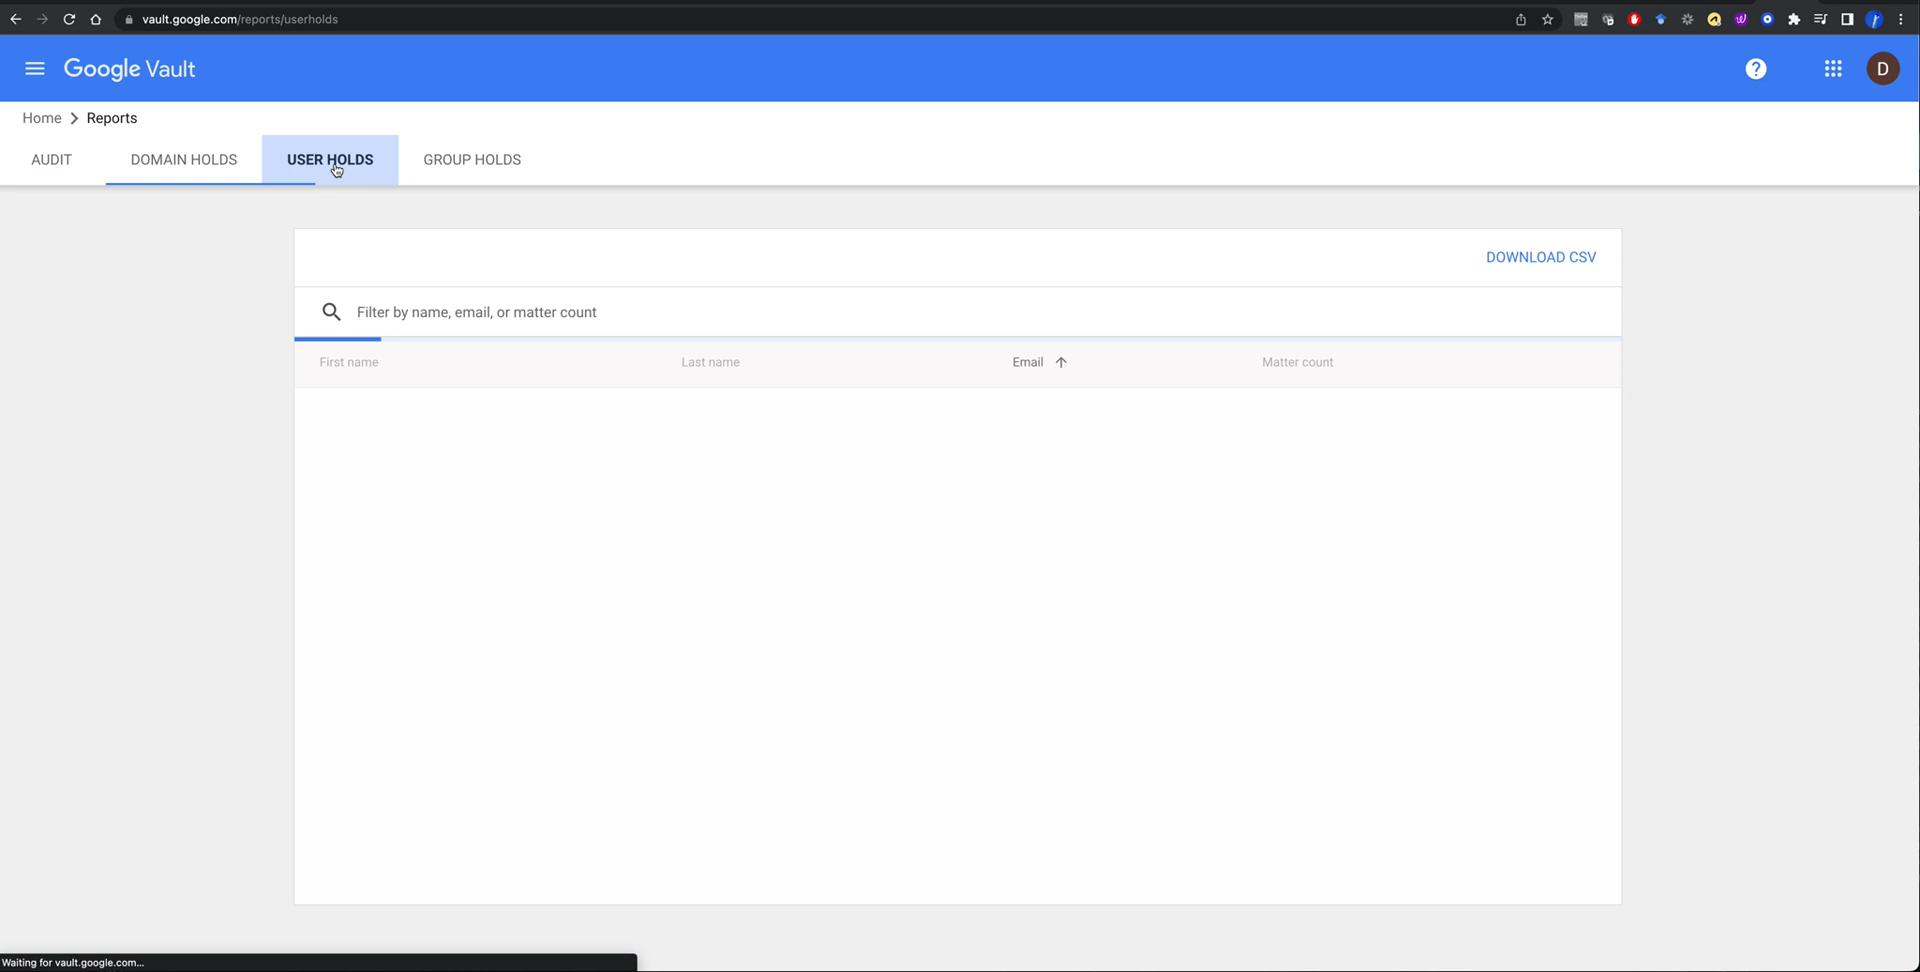 vault.google.com/reports/userholds
Google Vault
D
Home > Reports
AUDIT
DOMAIN HOLDS
USER HOLDS
GROUP HOLDS
DOWNLOAD CSV
Filter by name, email, or matter count
First name
Last name
Email
Matter count
Waiting for vault.google.com...